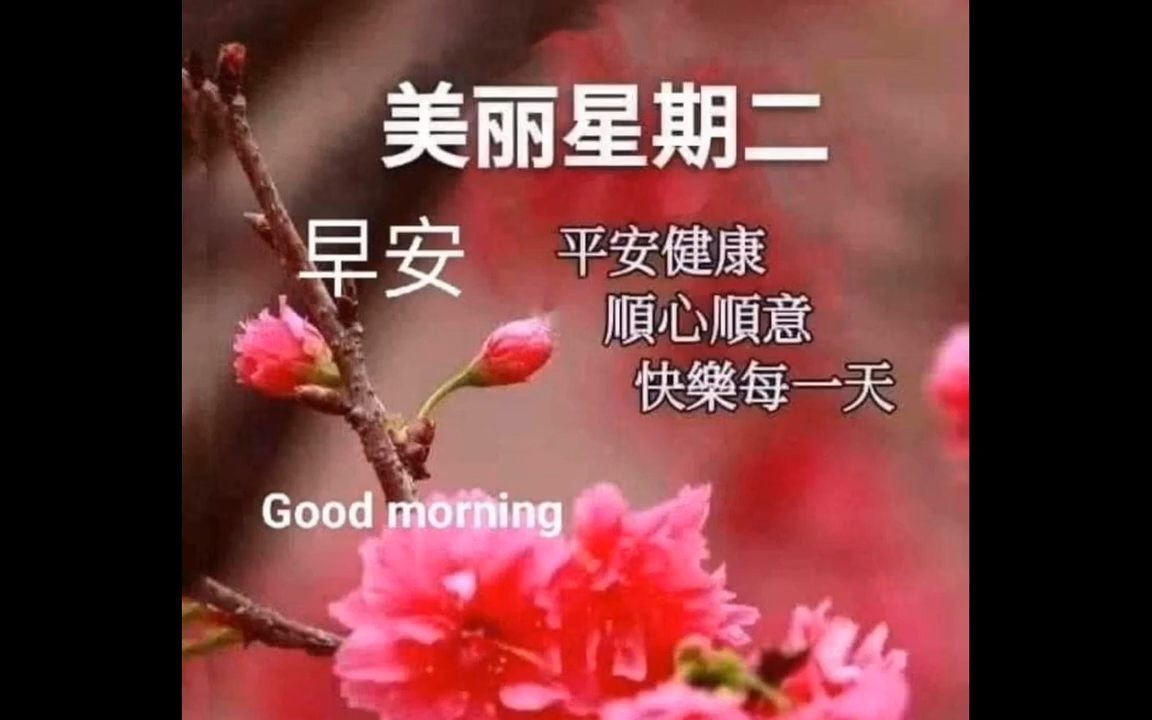 美丽星期二
早安
平安健康
順心順意
快樂每一天
Good morning